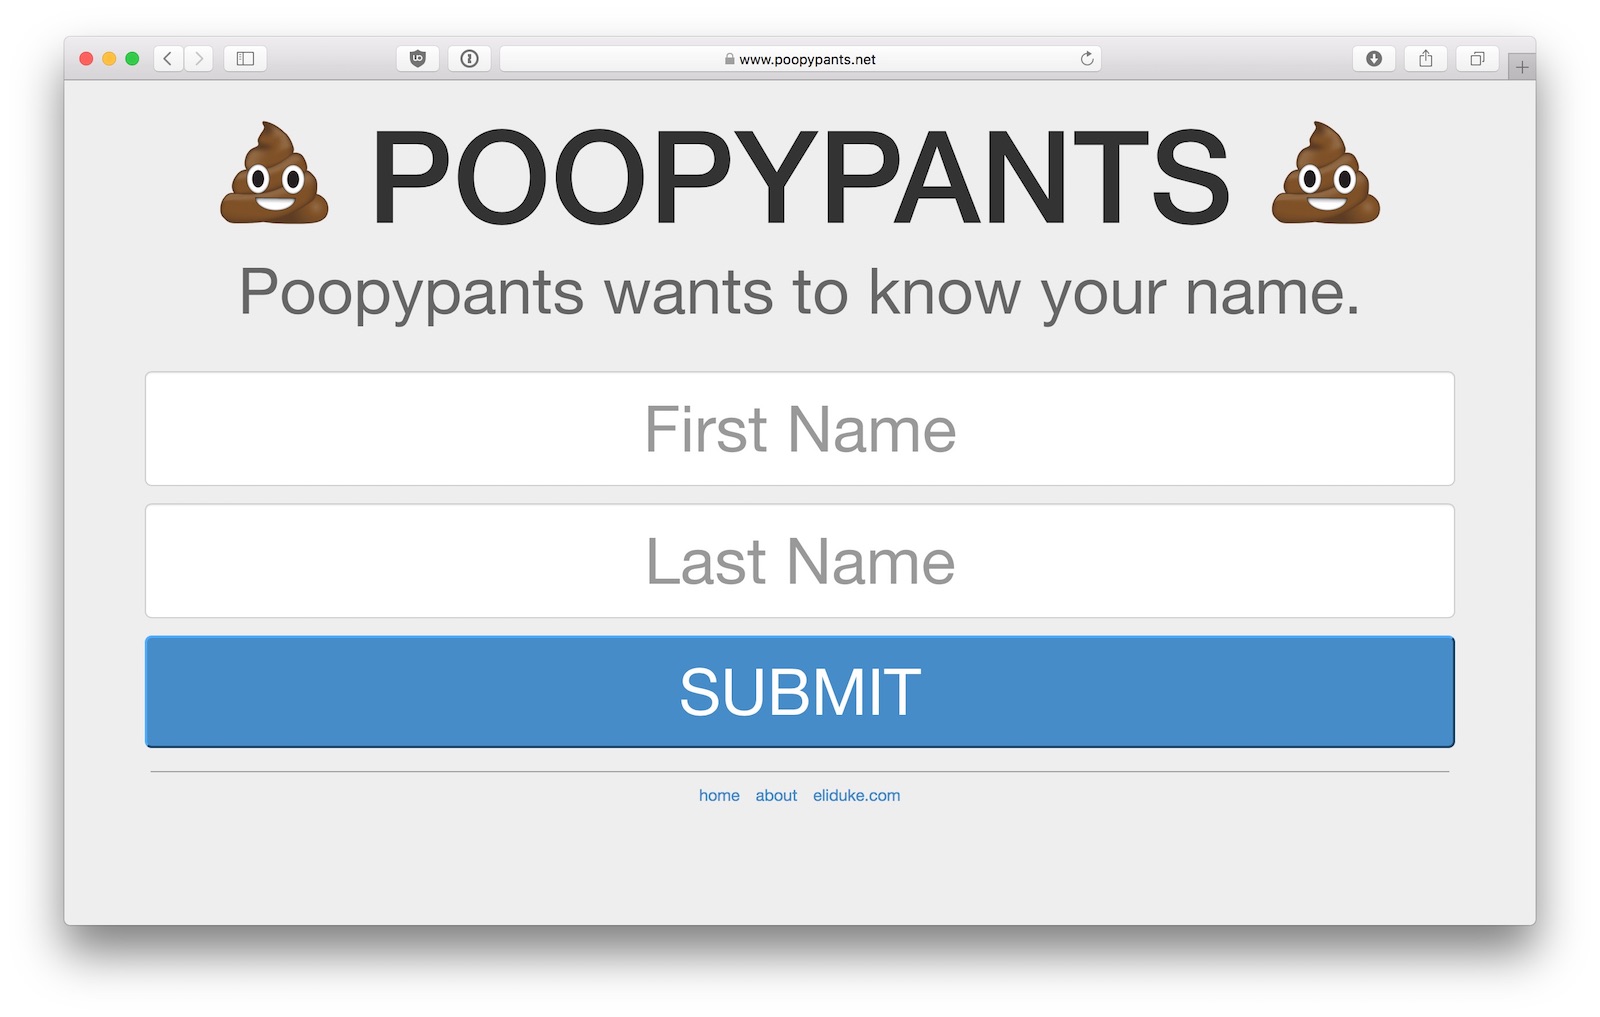 www.poopypants.net
💩 POOPYPANTS 💩
Poopypants wants to know your name.
First Name
Last Name
SUBMIT
home about eliduke.com